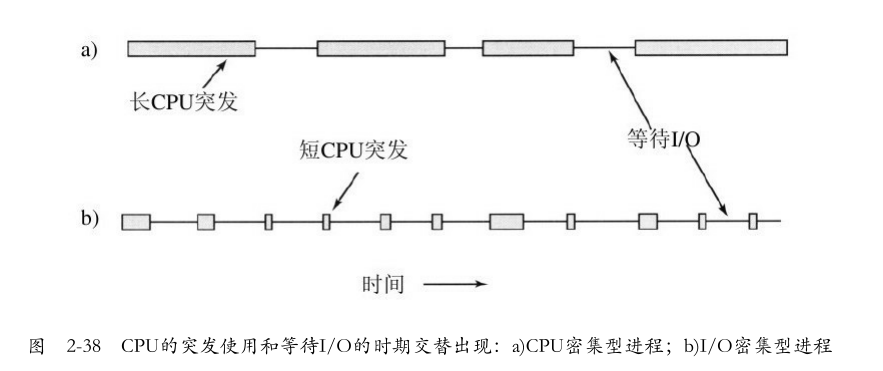 a)
长CPU突发
等待I/O
短CPU突发
b)
时间
图 2-38 CPU的突发使用和等待I/O的时期交替出现：a)CPU密集型进程；b)I/O密集型进程